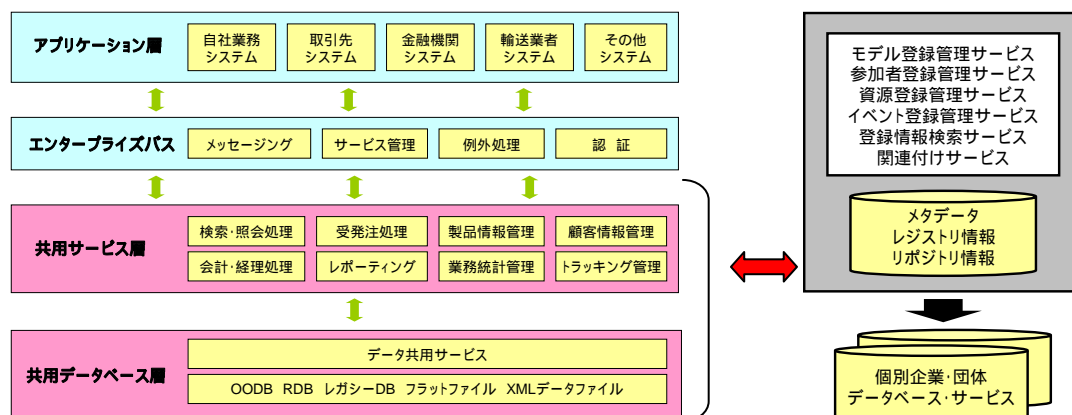 アプリケーション層
自社業務
システム
取引先
システム
金融機関
システム
輸送業者
システム
その他
システム
エンタープライズバス
メッセージング
サービス管理
例外処理
認 証
共用サービス層
検索・照会処理
受発注処理
製品情報管理
顧客情報管理
会計・経理処理
レポーティング
業務統計管理
トラッキング管理
共用データベース層
データ共用サービス
OODB RDB レガシーDB フラットファイル XMLデータファイル
モデル登録管理サービス
参加者登録管理サービス
資源登録管理サービス
イベント登録管理サービス
登録情報検索サービス
関連付けサービス
メタデータ
レジストリ情報
リポジトリ情報
個別企業・団体
データベース・サービス